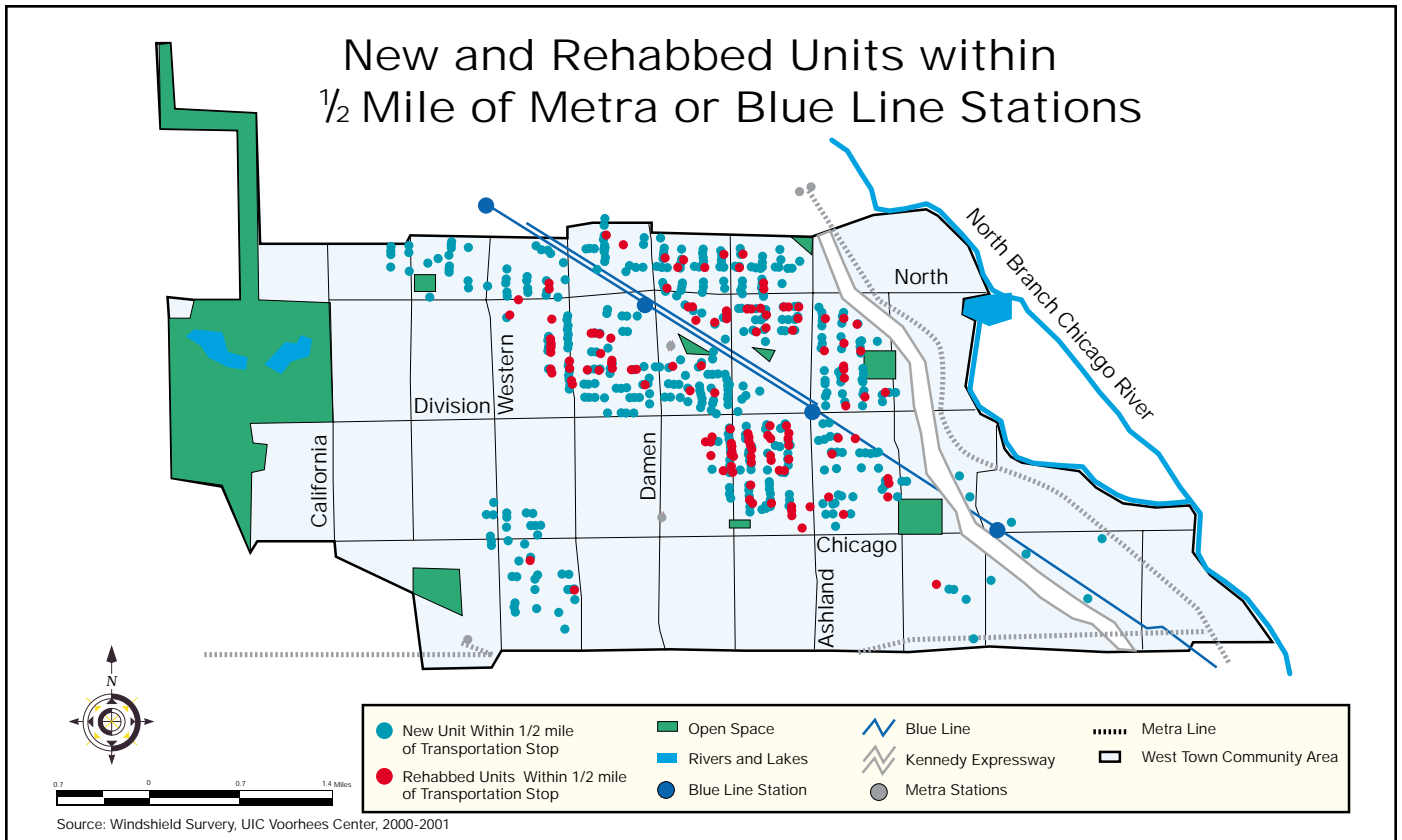 New and Rehabbed Units within
½ Mile of Metra or Blue Line Stations
North Branch Chicago River
North
Western
Division
California
Damen
Chicago
Ashland
N
0.7 0 0.7 1.4 Miles
New Unit Within 1/2 mile
of Transportation Stop
Rehabbed Units Within 1/2 mile
of Transportation Stop
Open Space
Rivers and Lakes
Blue Line Station
Blue Line
Kennedy Expressway
Metra Stations
Metra Line
West Town Community Area
Source: Windshield Survery, UIC Voorhees Center, 2000-2001